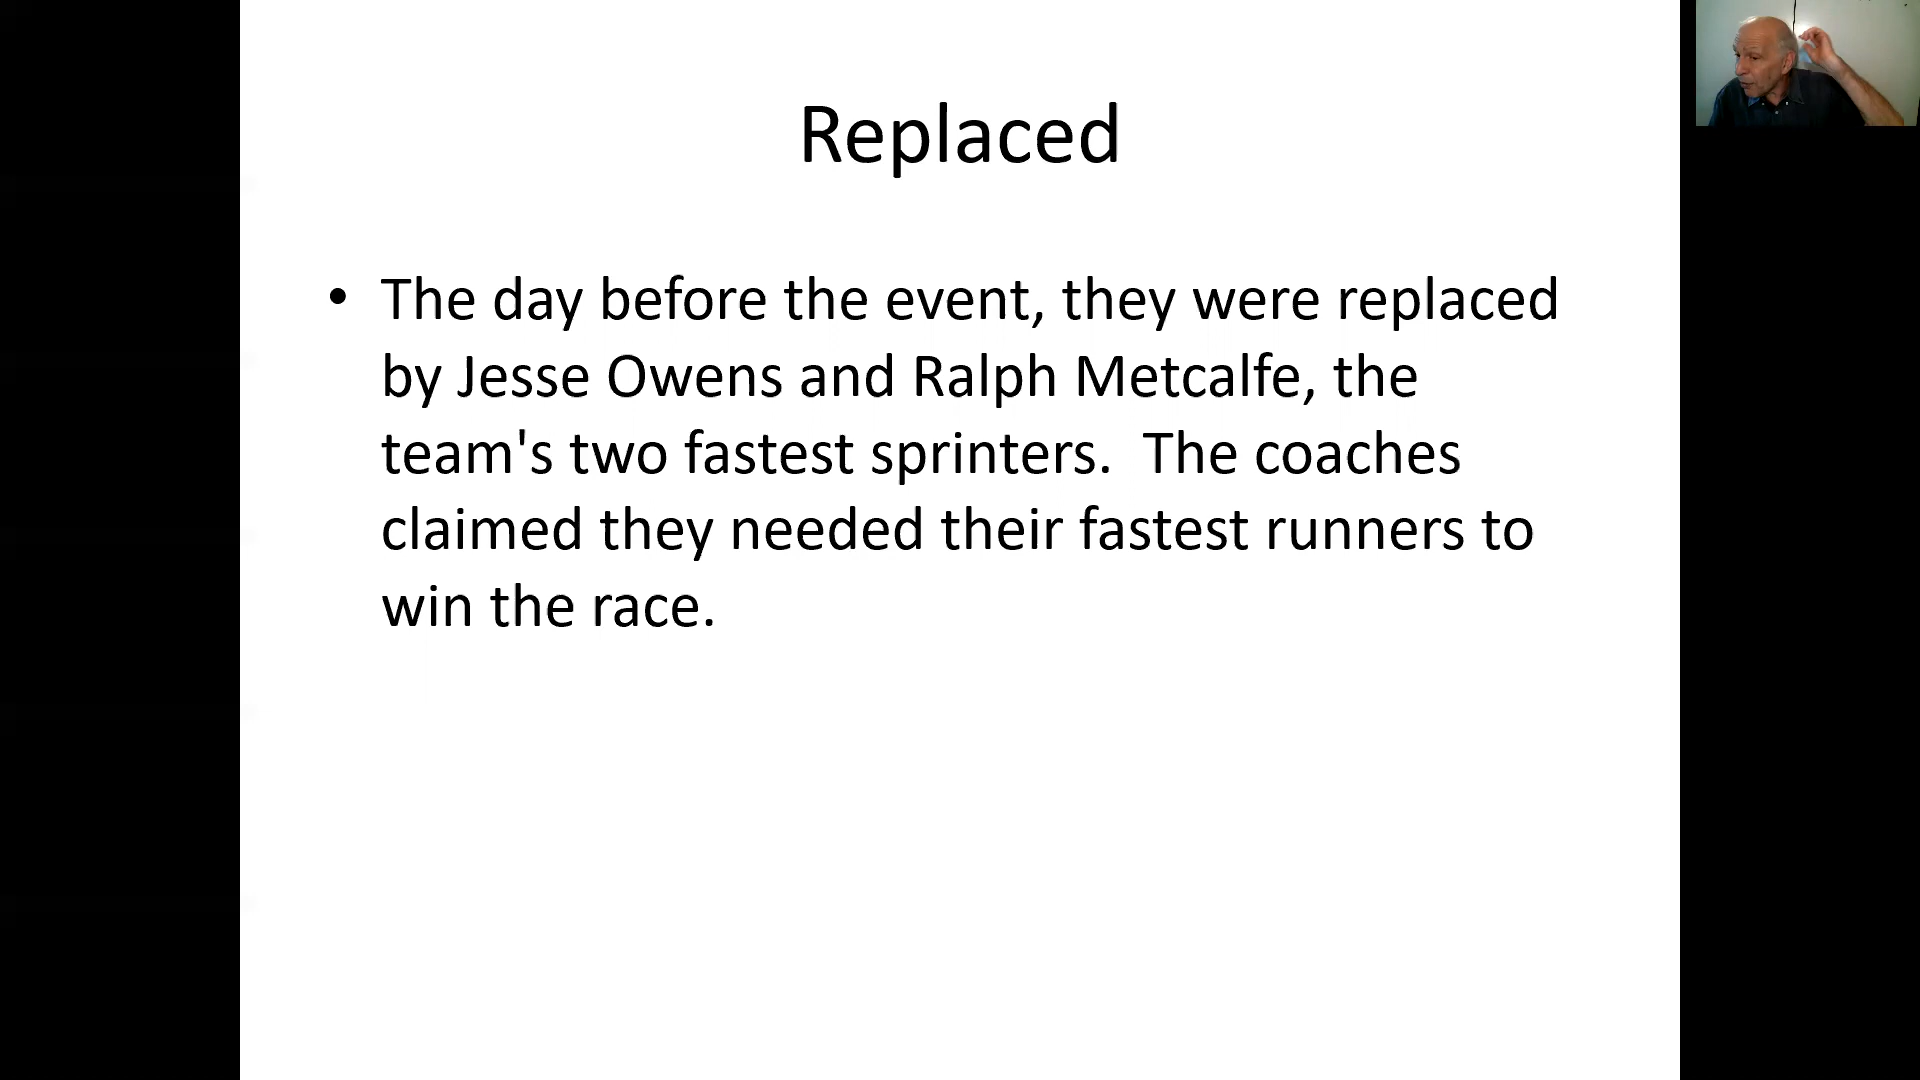 Replaced
• The day before the event, they were replaced
by Jesse Owens and Ralph Metcalfe, the
team's two fastest sprinters.  The coaches
claimed they needed their fastest runners to
win the race.